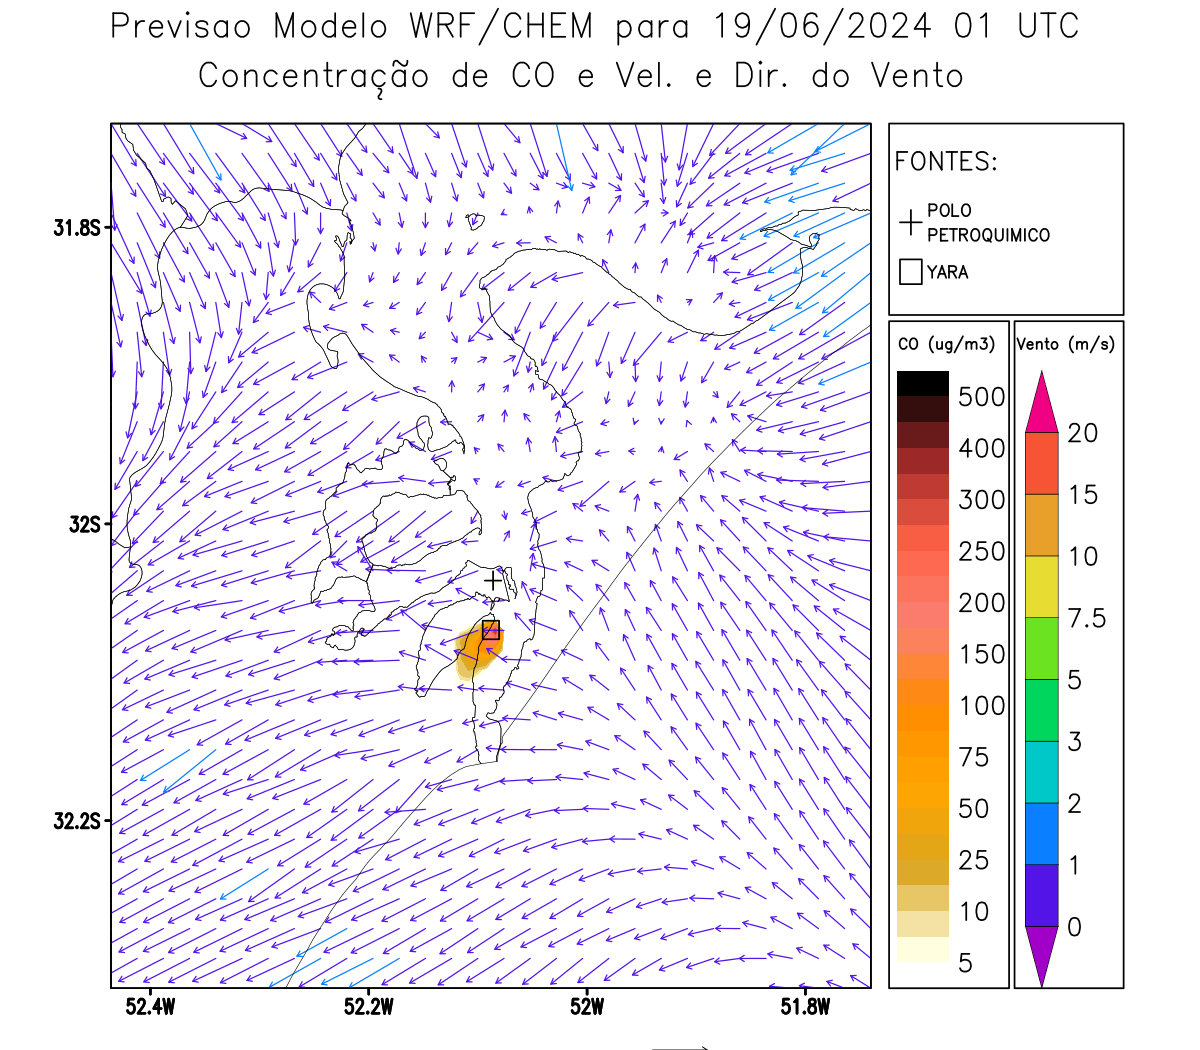 Previsao Modelo WRF/CHEM para 19/06/2024 01 UTC
Concentração de CO e Vel. e Dir. do Vento
FONTES:
POLO
PETROQUIMICO
YARA
31.8S
32S
32.2S
52.4W
52.2W
52W
51.8W
CO (ug/m3)
500
400
300
250
200
150
100
75
50
25
10
5
Vento (m/s)
20
15
10
7.5
5
3
2
1
0